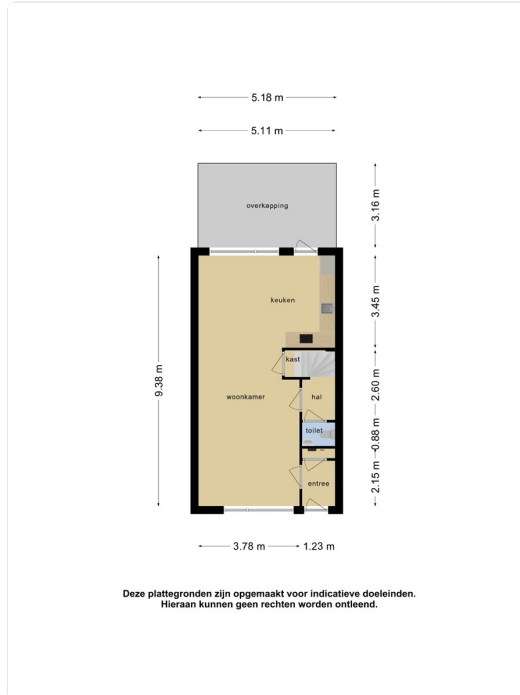 5.18 m
5.11 m
overkapping
3.16 m
keuken
3.45 m
kast
9.38 m
woonkamer
hal
2.60 m
toilet
0.88 m
entree
2.15 m
3.78 m
1.23 m
Deze plattegronden zijn opgemaakt voor indicatieve doeleinden.
Hieraan kunnen geen rechten worden ontleend.